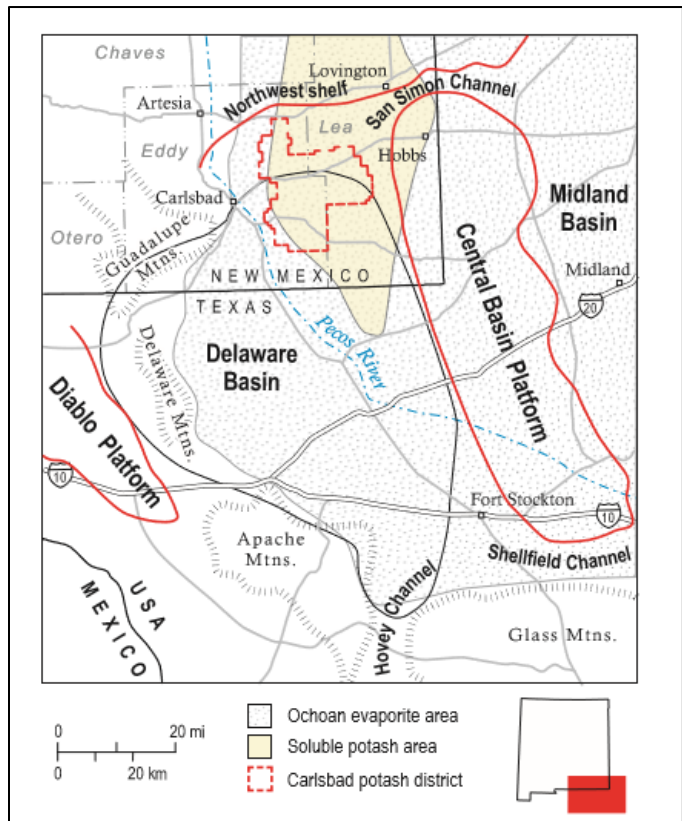 Chaves
Lovington
Artesia
Northwest shelf
San Simon Channel
Lea
Eddy
Hobbs
Carlsbad
Midland
Basin
Otero
Guadalupe
Mtns.
Central Basin Platform
NEW MEXICO
Midland
TEXAS
20
Pecos River
Delaware
Basin
Delaware Mtns.
Diablo Platform
10
Fort Stockton
10
Apache
Mtns.
Shellfield Channel
USA
MEXICO
Hovey Channel
Glass Mtns.
0 20 mi
0 20 km
Ochoan evaporite area
Soluble potash area
Carlsbad potash district